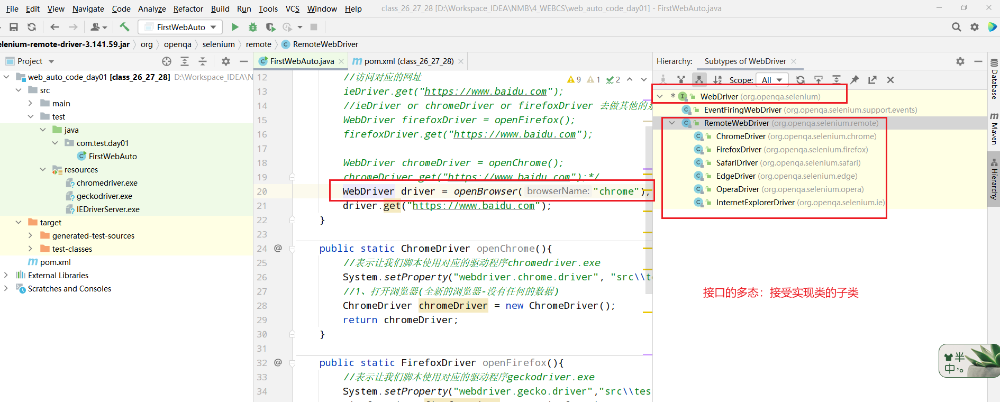 File Edit View Navigate Code Analyze Refactor Build Run Tools VCS Window Help class_26_27_28 [D:\Workspace_IDEA\NMB\4_WEBCS\web_auto_code_day01] - FirstWebAuto.java
FirstWebAuto
elenium-remote-driver-3.141.59.jar org openqa selenium remote RemoteWebDriver
Project
web_auto_code_day01 [class_26_27_28] D:\Workspace_IDEA\N
src
main
test
java
com.test.day01
FirstWebAuto
resources
chromedriver.exe
geckodriver.exe
IEDriverServer.exe
target
generated-test-sources
test-classes
pom.xml
External Libraries
Scratches and Consoles
FirstWebAuto.java pom.xml (class_26_27_28)
9 1 2
12 //访问对应的网址
13 ieDriver.get("https://www.baidu.com");
14 //ieDriver or chromeDriver or firefoxDriver 去做其他的
15 WebDriver firefoxDriver = openFirefox();
16 firefoxDriver.get("https://www.baidu.com");
17
18 WebDriver chromeDriver = openChrome();
19 chromeDriver.get("https://www.baidu.com");*/
20 WebDriver driver = openBrowser( browserName: "chrome");
21 driver.get("https://www.baidu.com");
22 }
23
24 @ public static ChromeDriver openChrome(){
25 //表示让我们脚本使用对应的驱动程序chromedriver.exe
26 System.setProperty("webdriver.chrome.driver", "src\\te
27 //1、打开浏览器(全新的浏览器-没有任何的数据)
28 ChromeDriver chromeDriver = new ChromeDriver();
29 return chromeDriver;
30 }
31
32 @ public static FirefoxDriver openFirefox(){
33 //表示让我们脚本使用对应的驱动程序geckodriver.exe
34 System.setProperty("webdriver.gecko.driver","src\\tes
Hierarchy: Subtypes of WebDriver
Scope: All
* WebDriver (org.openqa.selenium)
EventFiringWebDriver (org.openqa.selenium.support.events)
RemoteWebDriver (org.openqa.selenium.remote)
ChromeDriver (org.openqa.selenium.chrome)
FirefoxDriver (org.openqa.selenium.firefox)
SafariDriver (org.openqa.selenium.safari)
EdgeDriver (org.openqa.selenium.edge)
OperaDriver (org.openqa.selenium.opera)
InternetExplorerDriver (org.openqa.selenium.ie)
接口的多态：接受实现类的子类
Database
Maven
Hierarchy
半
中